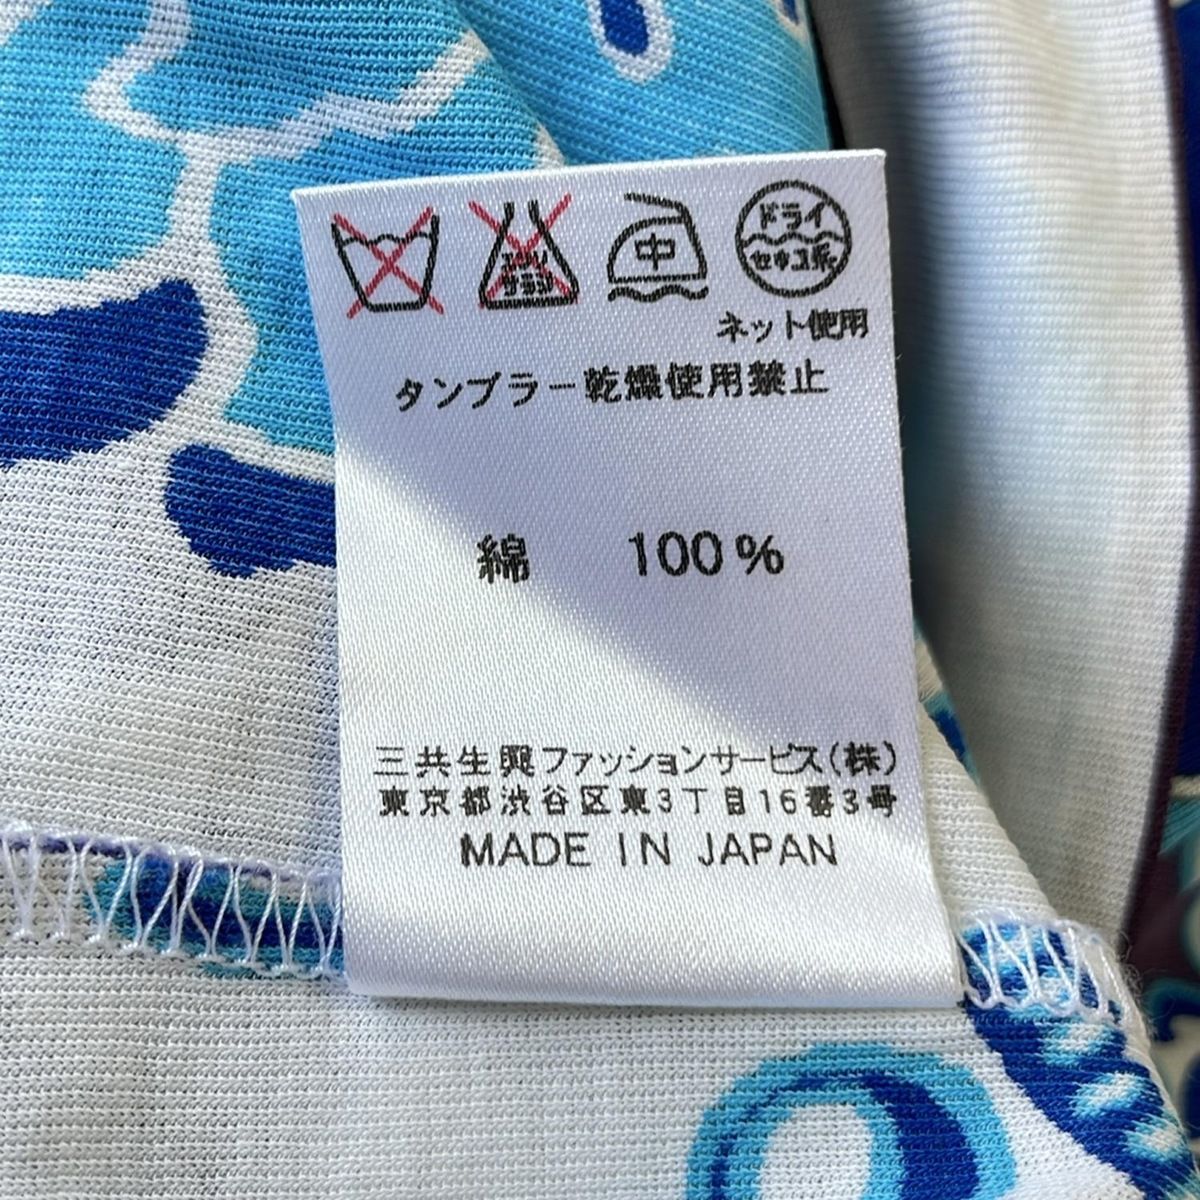 エンソ
サラシ
中
ドライ
セキユ系
ネット使用
タンブラー乾燥使用禁止
綿 100%
三共生興ファッションサービス(株)
東京都渋谷区東3丁目16番3号
MADE IN JAPAN